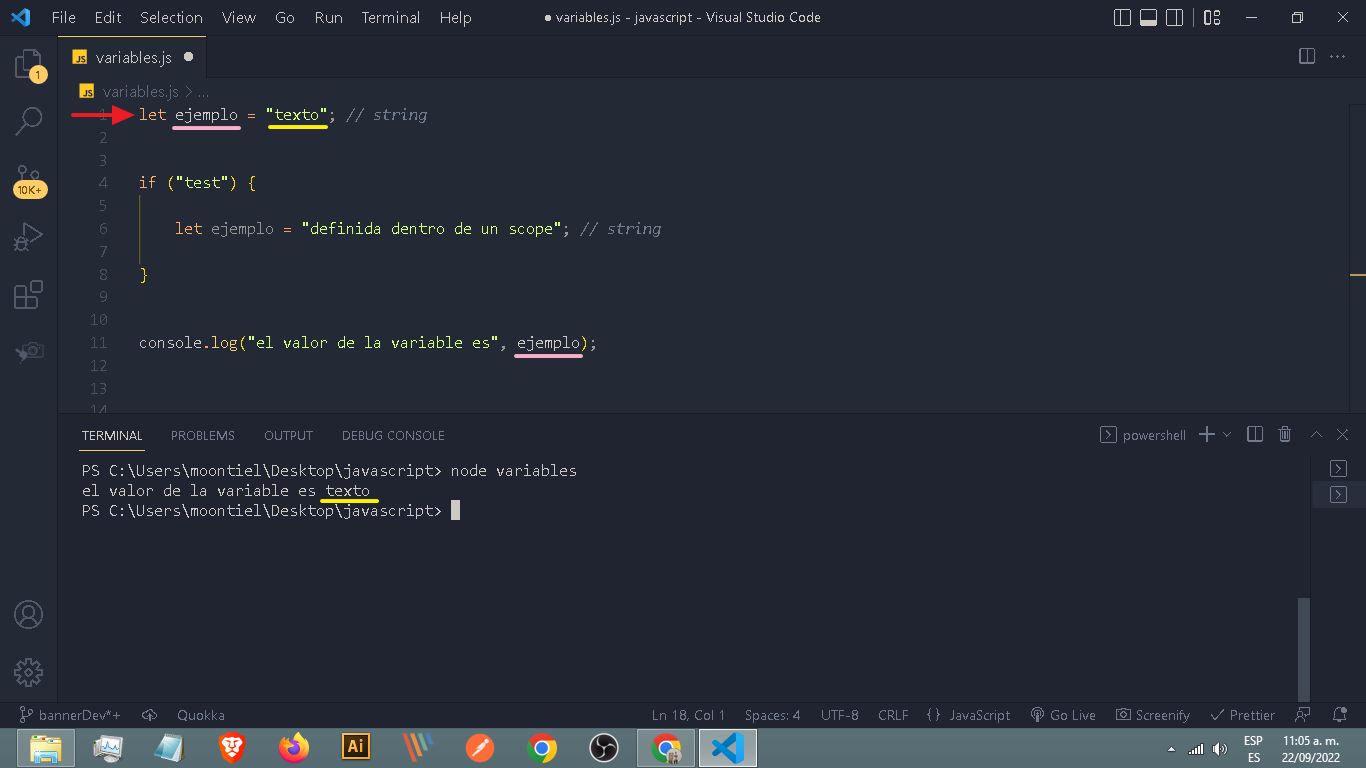 File Edit Selection View Go Run Terminal Help ● variables.js - javascript - Visual Studio Code
JS variables.js ●
1
JS variables.js > ...
1 let ejemplo = "texto"; // string
2
3
4 if ("test") {
5
10K+
6 let ejemplo = "definida dentro de un scope"; // string
7
8 }
9
10
11 console.log("el valor de la variable es", ejemplo);
12
13
14
TERMINAL PROBLEMS OUTPUT DEBUG CONSOLE powershell
PS C:\Users\moontiel\Desktop\javascript> node variables
el valor de la variable es texto
PS C:\Users\moontiel\Desktop\javascript>
bannerDev*+ Quokka Ln 18, Col 1 Spaces: 4 UTF-8 CRLF {} JavaScript Go Live Screenify Prettier
Ai
ESP 11:05 a. m.
ES 22/09/2022